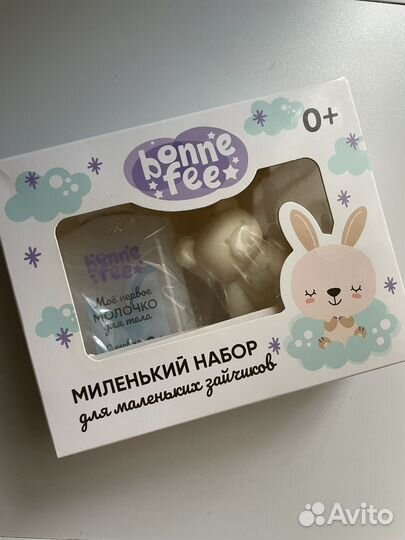 bonne
fee
0+
bonne
fee
Моё первое
МОЛОЧКО
для тела
МИЛЕНЬКИЙ НАБОР
для маленьких зайчиков
Avito